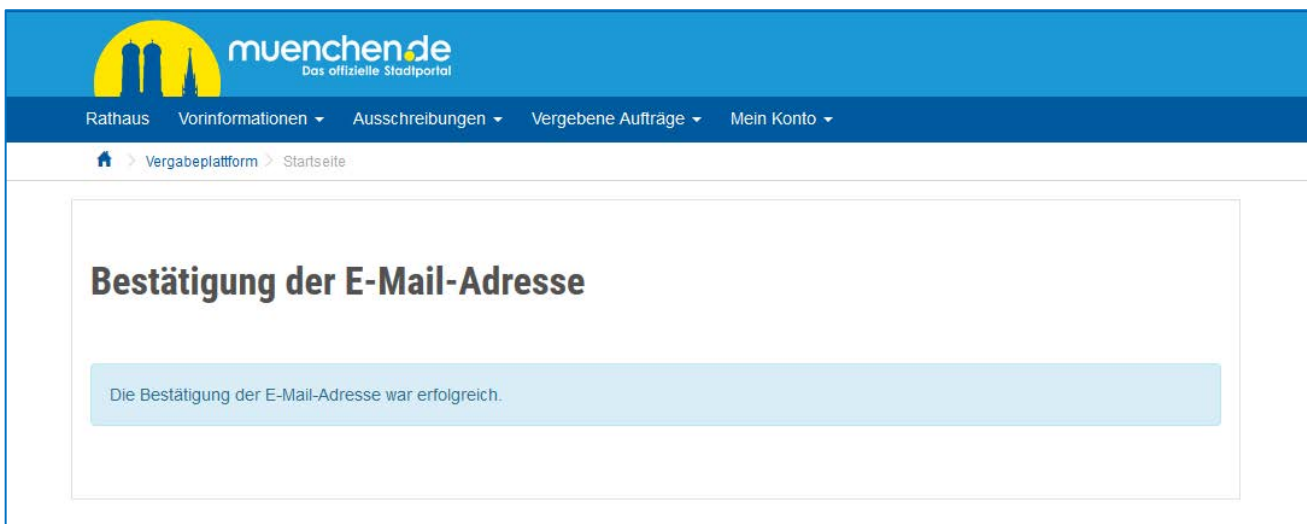 muenchen.de
Das offizielle Stadtportal
Rathaus Vorinformationen Ausschreibungen Vergebene Aufträge Mein Konto
> Vergabeplattform > Startseite
Bestätigung der E-Mail-Adresse
Die Bestätigung der E-Mail-Adresse war erfolgreich.